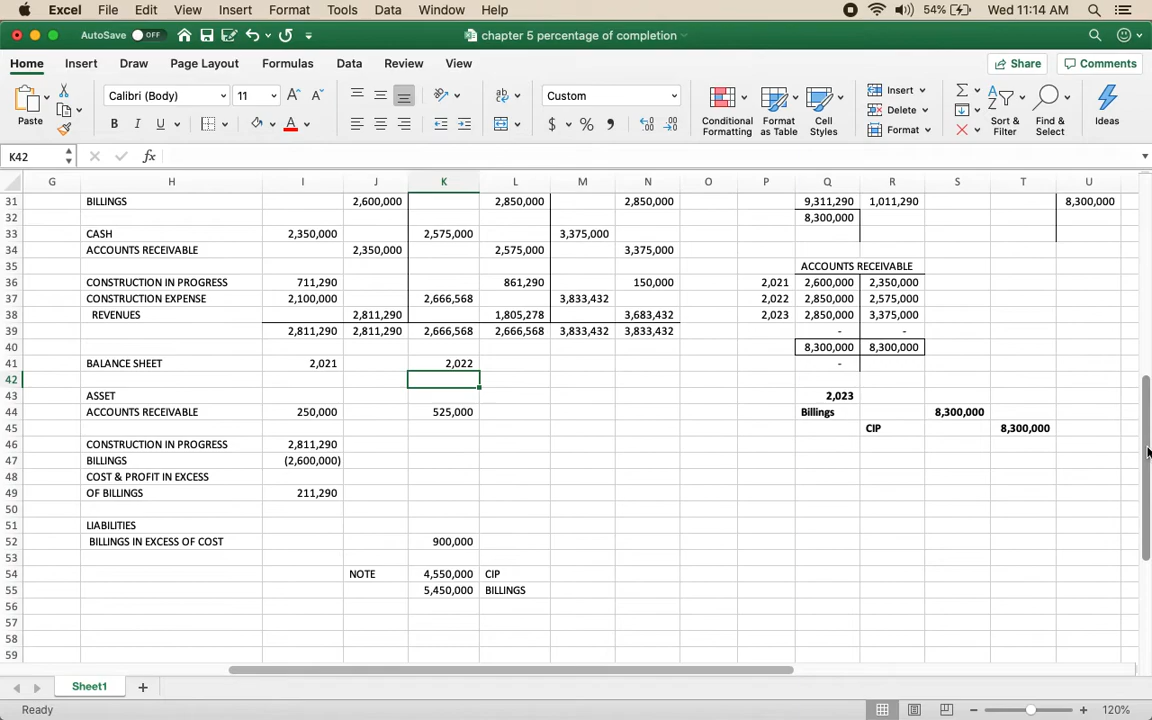 Excel File Edit View Insert Format Tools Data Window Help 54% Wed 11:14 AM
AutoSave OFF chapter 5 percentage of completion
Home Insert Draw Page Layout Formulas Data Review View Share Comments
Paste Calibri (Body) 11 A A ab Custom Conditional Formatting Format as Table Cell Styles Insert Delete Format Sort & Filter Find & Select Ideas
B I U A $ % ,
K42 fx
G H I J K L M N O P Q R S T U
31 BILLINGS 2,600,000 2,850,000 2,850,000 9,311,290 1,011,290 8,300,000
32 8,300,000
33 CASH 2,350,000 2,575,000 3,375,000
34 ACCOUNTS RECEIVABLE 2,350,000 2,575,000 3,375,000
35 ACCOUNTS RECEIVABLE
36 CONSTRUCTION IN PROGRESS 711,290 861,290 150,000 2,021 2,600,000 2,350,000
37 CONSTRUCTION EXPENSE 2,100,000 2,666,568 3,833,432 2,022 2,850,000 2,575,000
38 REVENUES 2,811,290 1,805,278 3,683,432 2,023 2,850,000 3,375,000
39 2,811,290 2,811,290 2,666,568 2,666,568 3,833,432 3,833,432 - -
40 8,300,000 8,300,000
41 BALANCE SHEET 2,021 2,022 -
42
43 ASSET 2,023
44 ACCOUNTS RECEIVABLE 250,000 525,000 Billings 8,300,000
45 CIP 8,300,000
46 CONSTRUCTION IN PROGRESS 2,811,290
47 BILLINGS (2,600,000)
48 COST & PROFIT IN EXCESS
49 OF BILLINGS 211,290
50
51 LIABILITIES
52 BILLINGS IN EXCESS OF COST 900,000
53
54 NOTE 4,550,000 CIP
55 5,450,000 BILLINGS
56
57
58
59
Sheet1 +
Ready 120%